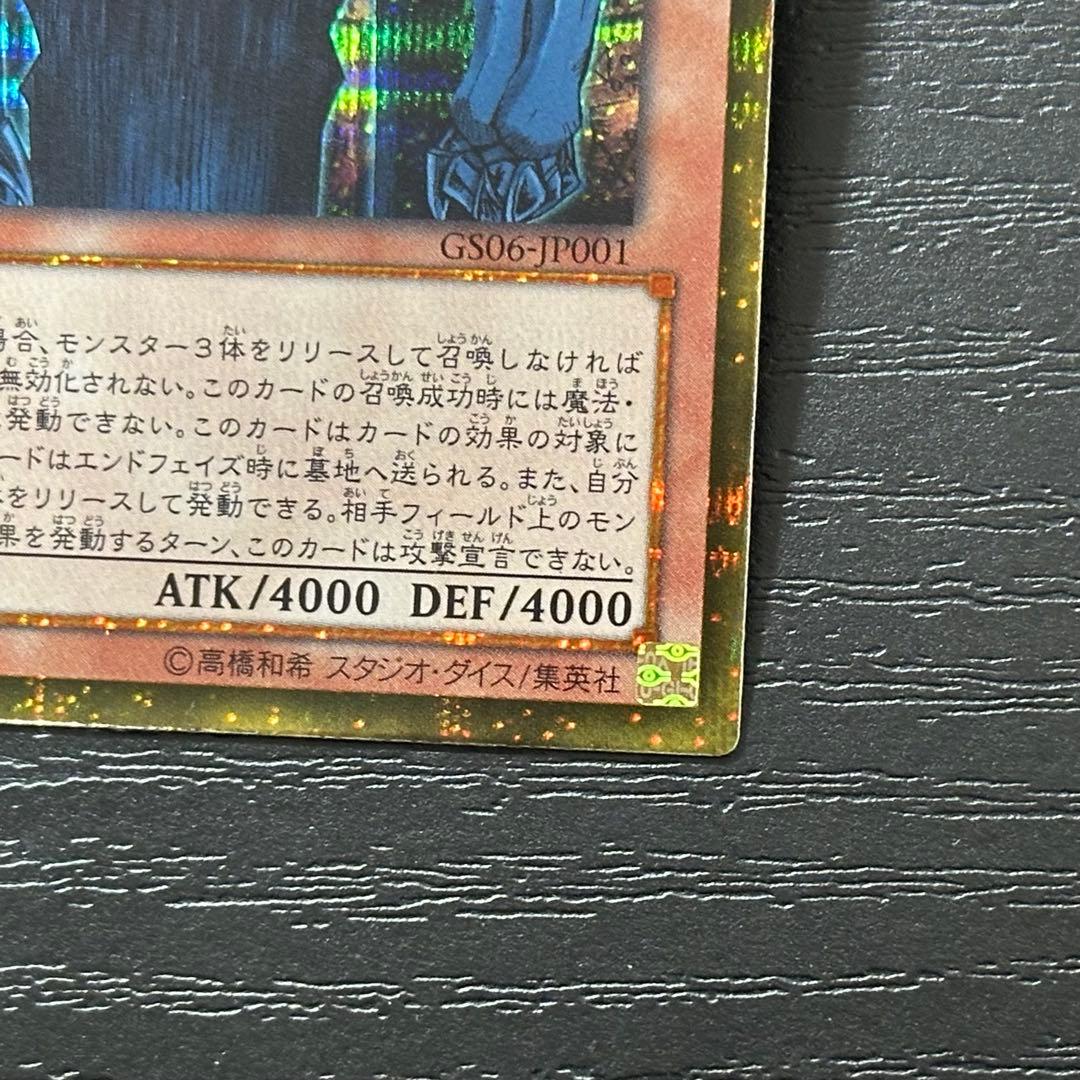 GS06-JP001
場合、モンスター3体をリリースして召喚しなければ
無効化されない。このカードの召喚成功時には魔法・
発動できない。このカードはカードの効果の対象に
ードはエンドフェイズ時に墓地へ送られる。また、自分
をリリースして発動できる。相手フィールド上のモン
果を発動するターン、このカードは攻撃宣言できない。
ATK/4000 DEF/4000
©高橋和希 スタジオ・ダイス/集英社